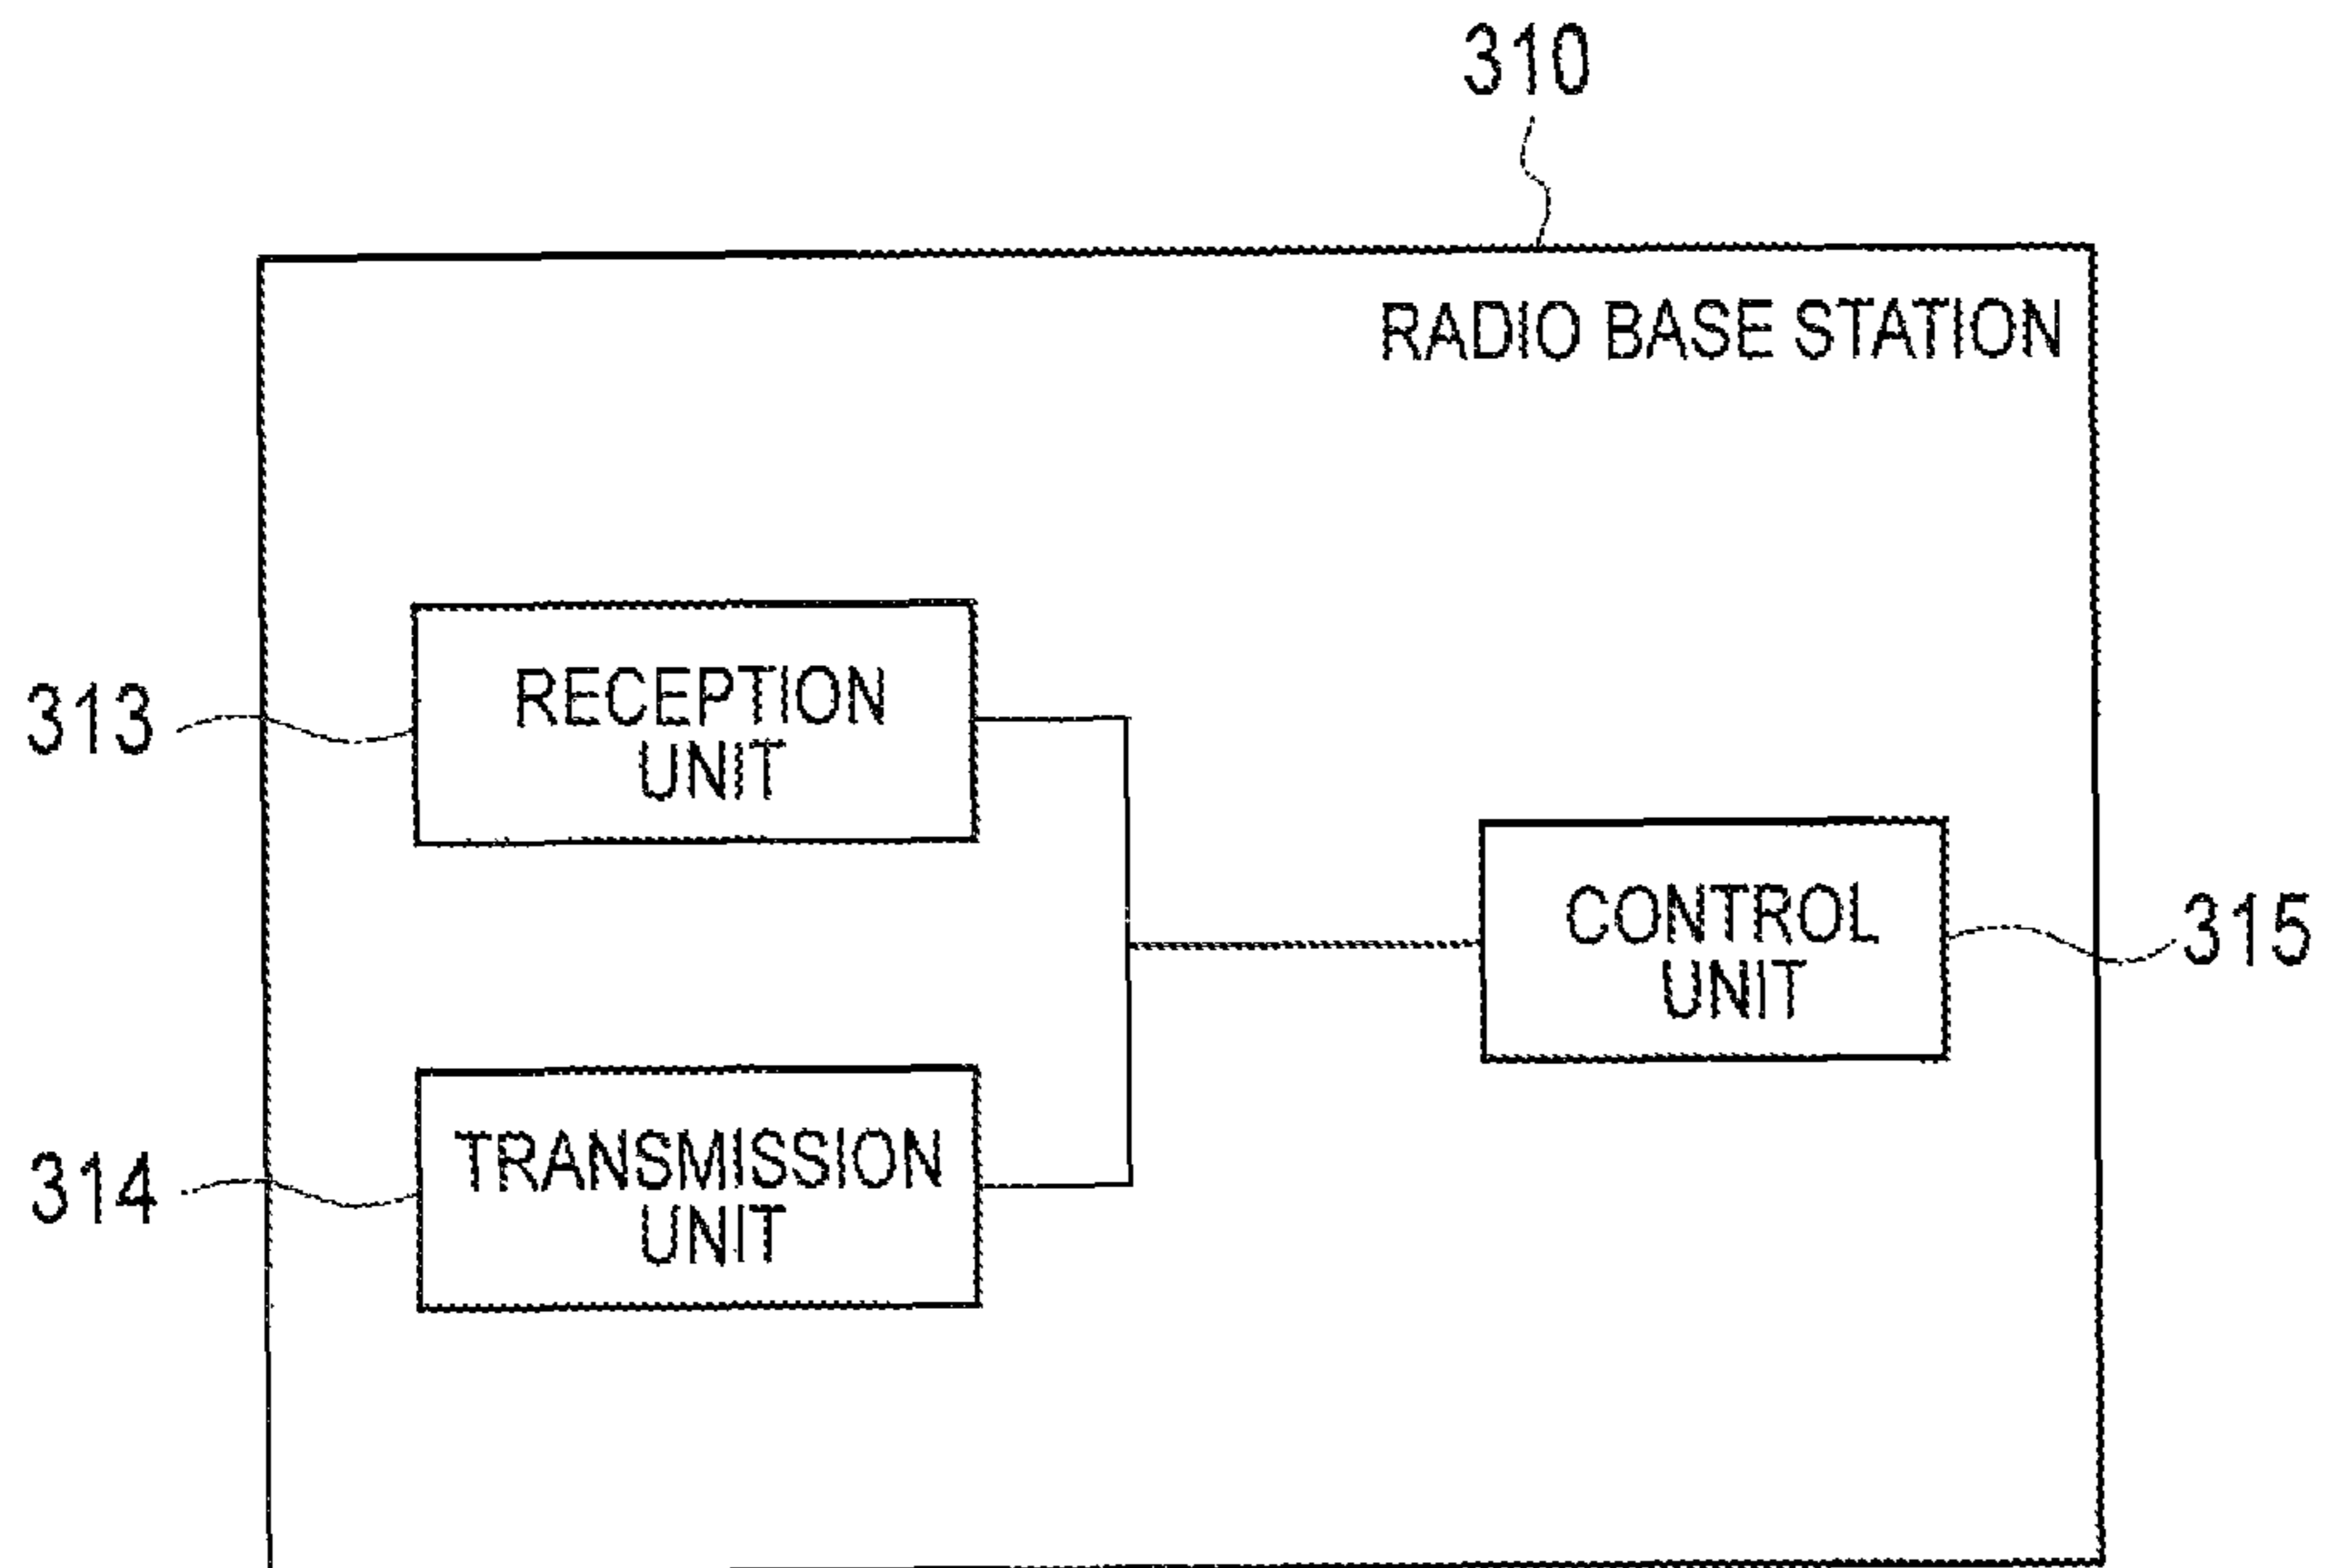 310
RADIO BASE STATION
313
RECEPTION
UNIT
CONTROL
UNIT
315
314
TRANSMISSION
UNIT